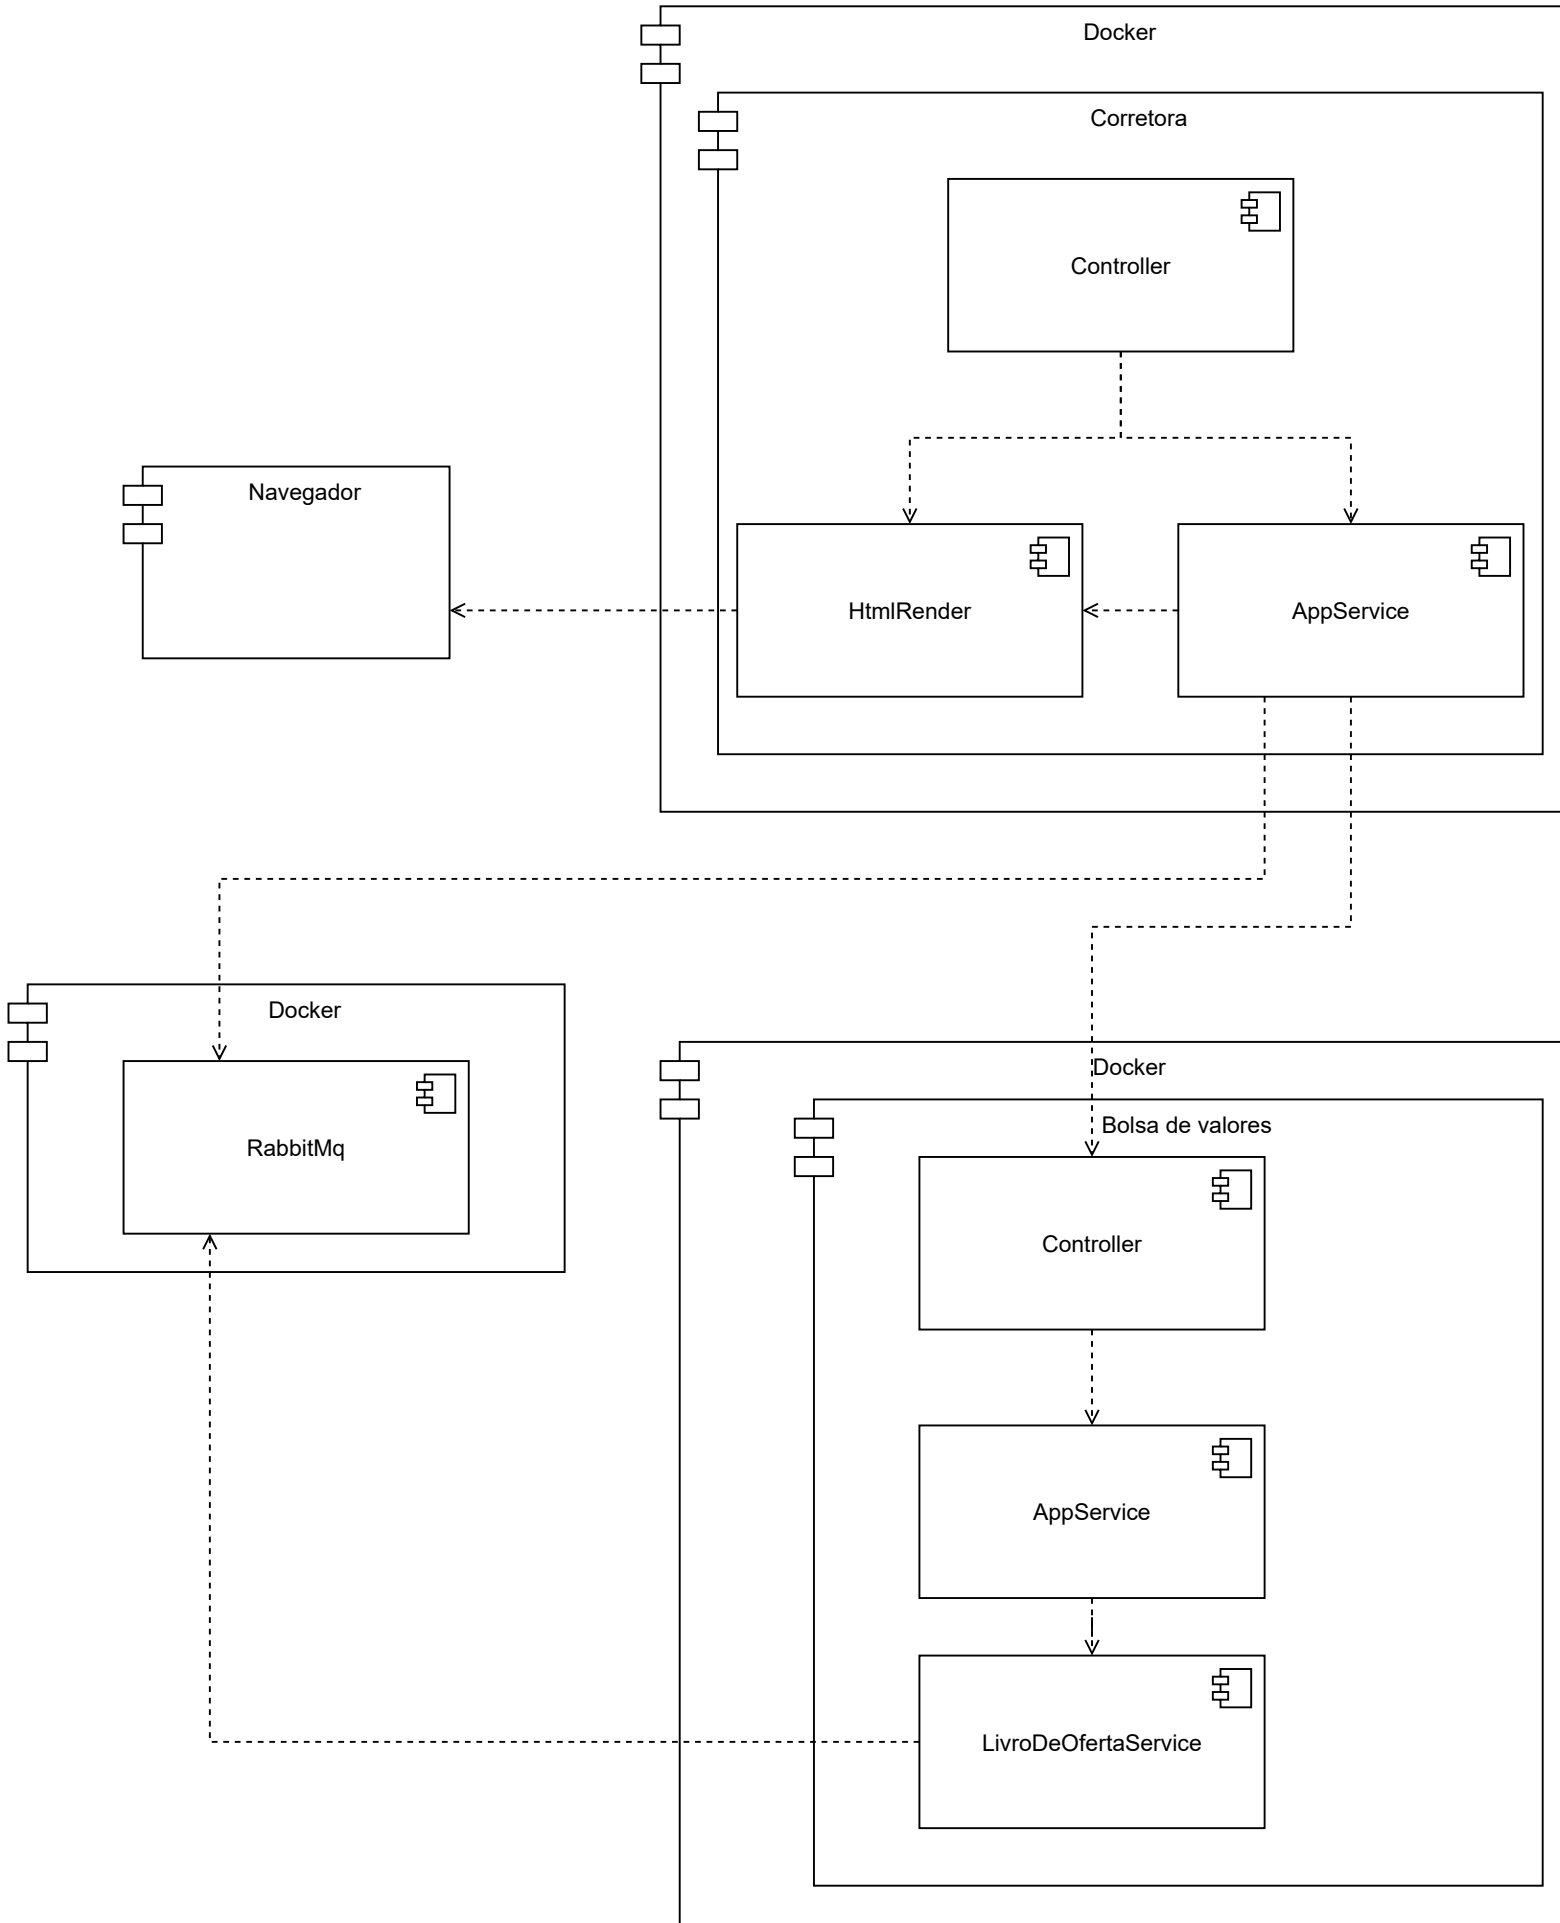 Docker
Corretora
Controller
Navegador
HtmlRender
AppService
Docker
RabbitMq
Docker
Bolsa de valores
Controller
AppService
LivroDeOfertaService